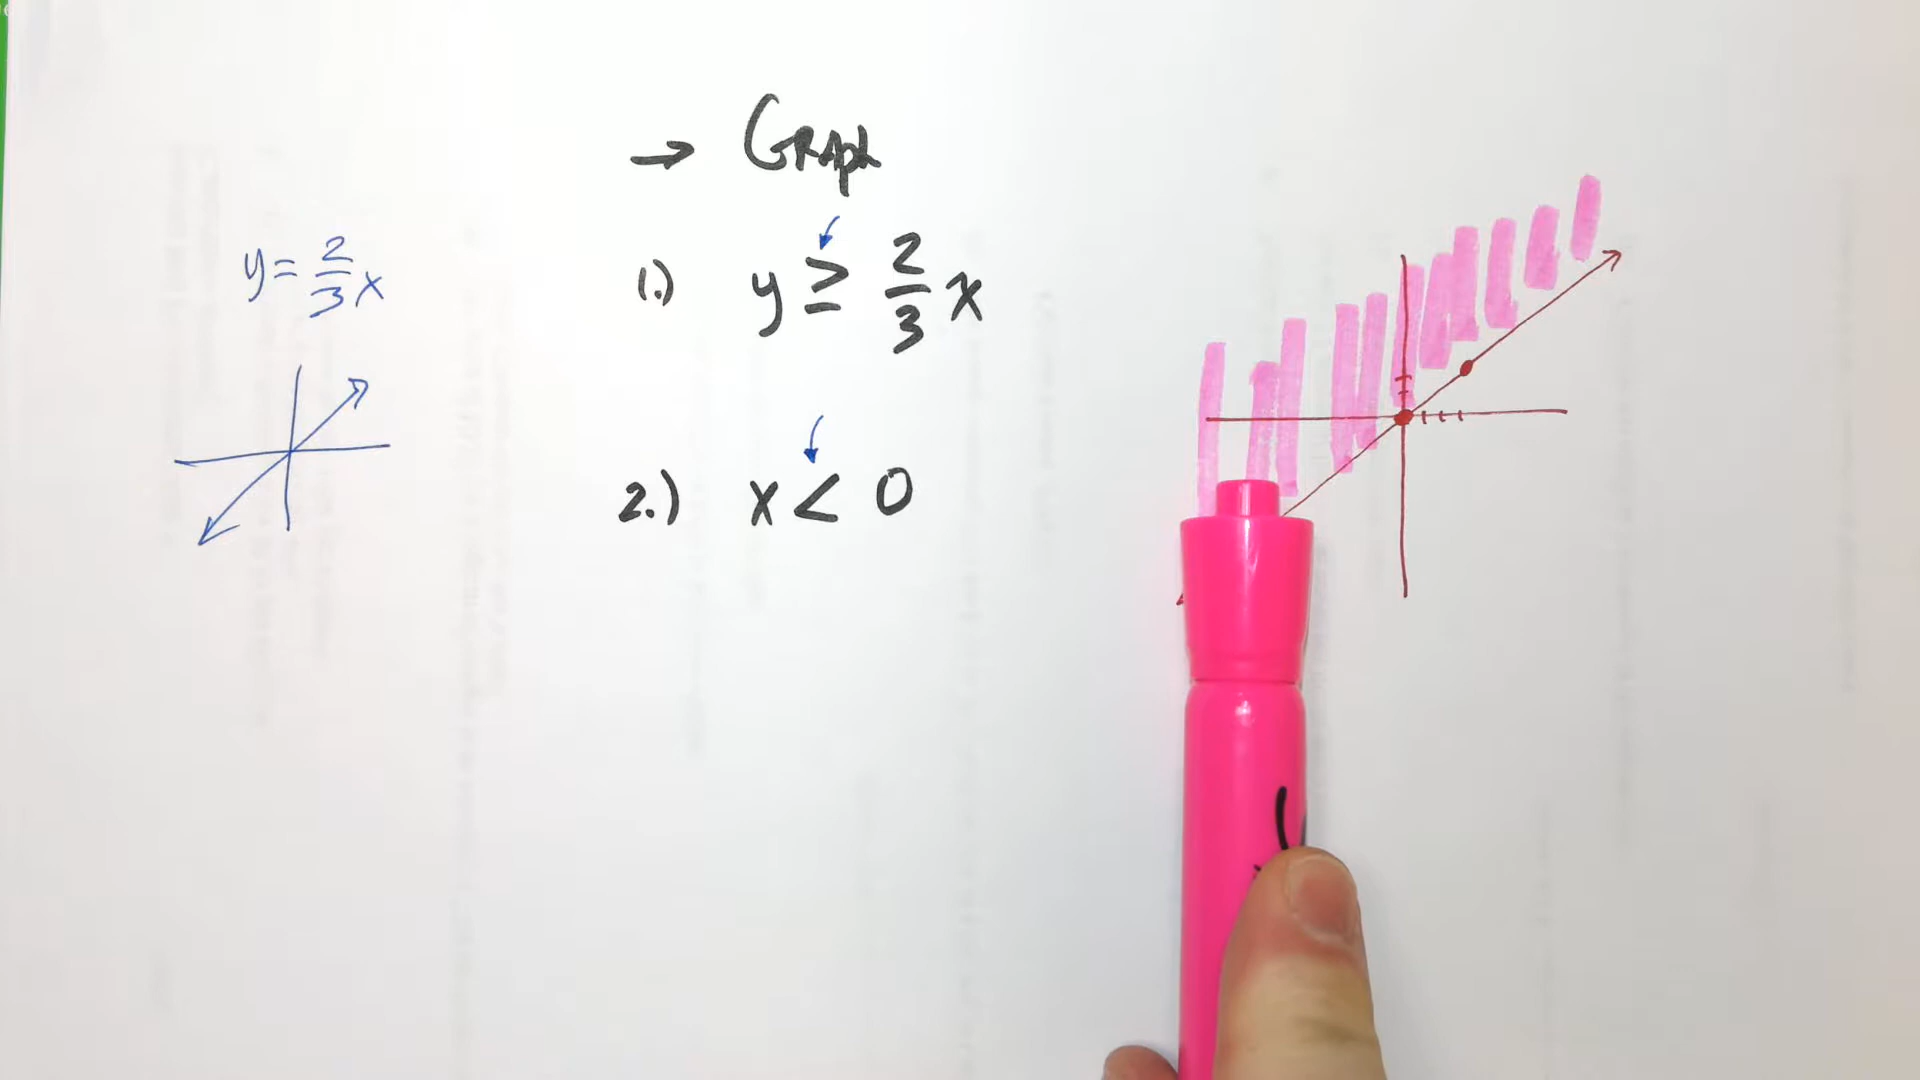 → Graph
y = 2/3 x
1.) y ≥ 2/3 x
2.) x < 0